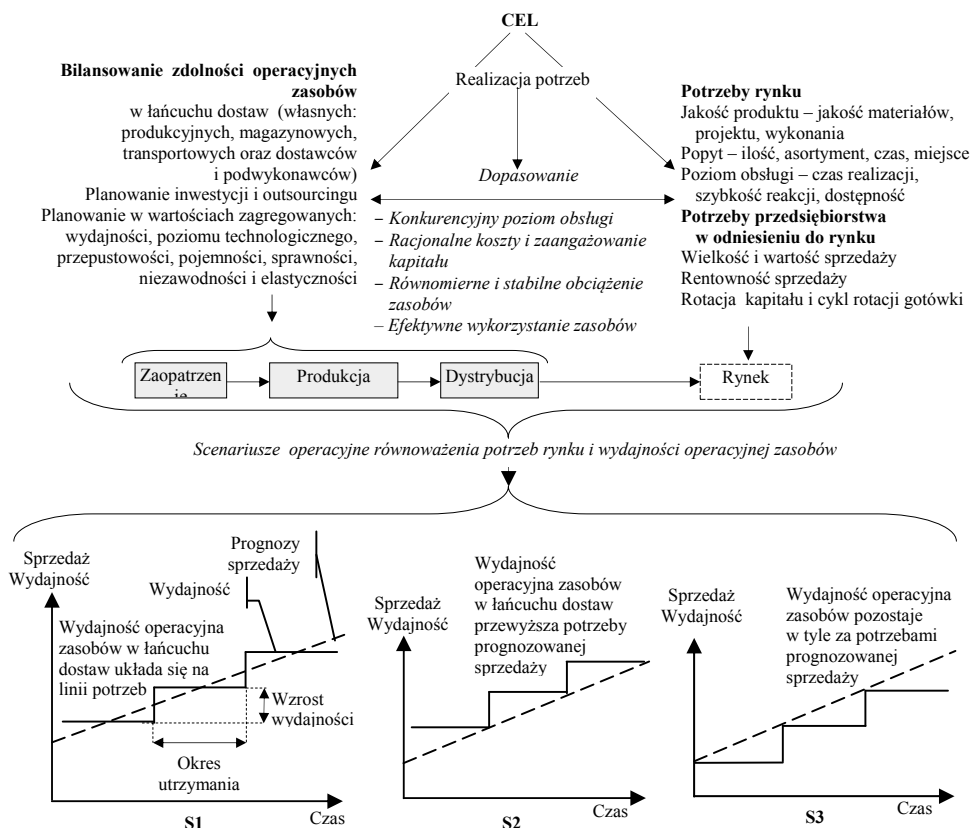 CEL
Realizacja potrzeb
Bilansowanie zdolności operacyjnych
zasobów
w łańcuchu dostaw (własnych:
produkcyjnych, magazynowych,
transportowych oraz dostawców
i podwykonawców)
Planowanie inwestycji i outsourcingu
Planowanie w wartościach zagregowanych:
wydajności, poziomu technologicznego,
przepustowości, pojemności, sprawności,
niezawodności i elastyczności
Dopasowanie
– Konkurencyjny poziom obsługi
– Racjonalne koszty i zaangażowanie
kapitału
– Równomierne i stabilne obciążenie
zasobów
– Efektywne wykorzystanie zasobów
Potrzeby rynku
Jakość produktu – jakość materiałów,
projektu, wykonania
Popyt – ilość, asortyment, czas, miejsce
Poziom obsługi – czas realizacji,
szybkość reakcji, dostępność
Potrzeby przedsiębiorstwa
w odniesieniu do rynku
Wielkość i wartość sprzedaży
Rentowność sprzedaży
Rotacja kapitału i cykl rotacji gotówki
Zaopatrzen
ie
Produkcja
Dystrybucja
Rynek
Scenariusze operacyjne równoważenia potrzeb rynku i wydajności operacyjnej zasobów
Sprzedaż
Wydajność
Prognozy
sprzedaży
Wydajność
Wydajność operacyjna
zasobów w łańcuchu
dostaw układa się na
linii potrzeb
Wzrost
wydajności
Okres
utrzymania
Czas
S1
Sprzedaż
Wydajność
Wydajność
operacyjna zasobów
w łańcuchu dostaw
przewyższa potrzeby
prognozowanej
sprzedaży
Czas
S2
Sprzedaż
Wydajność
Wydajność operacyjna
zasobów pozostaje
w tyle za potrzebami
prognozowanej
sprzedaży
Czas
S3